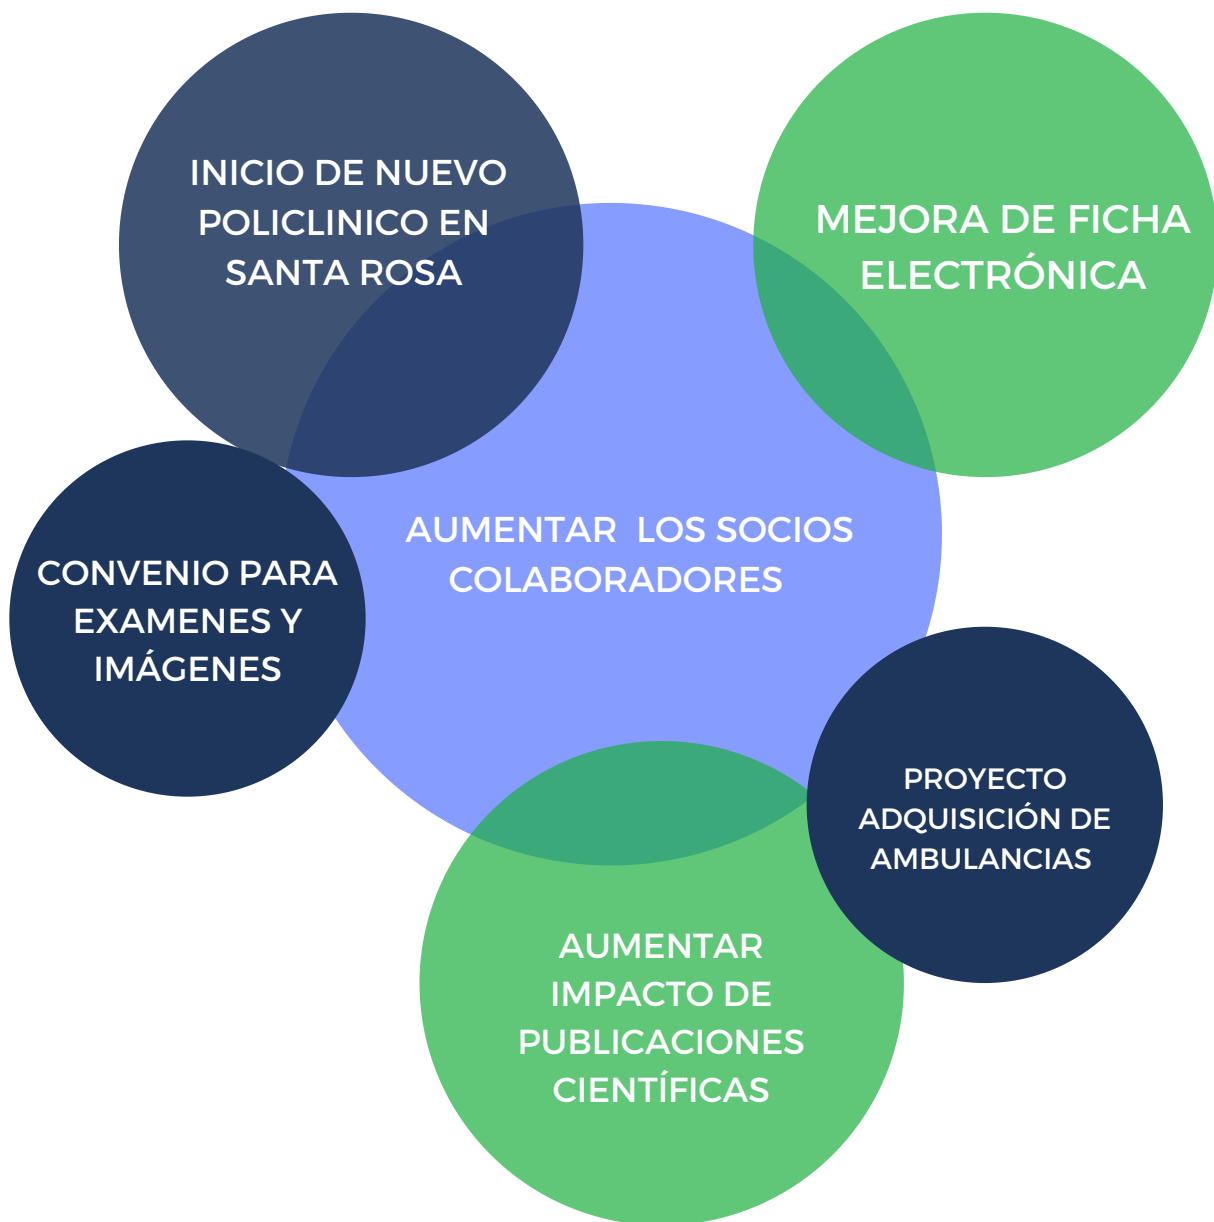 INICIO DE NUEVO
POLICLINICO EN
SANTA ROSA
MEJORA DE FICHA
ELECTRÓNICA
AUMENTAR LOS SOCIOS
COLABORADORES
CONVENIO PARA
EXAMENES Y
IMÁGENES
PROYECTO
ADQUISICIÓN DE
AMBULANCIAS
AUMENTAR
IMPACTO DE
PUBLICACIONES
CIENTÍFICAS